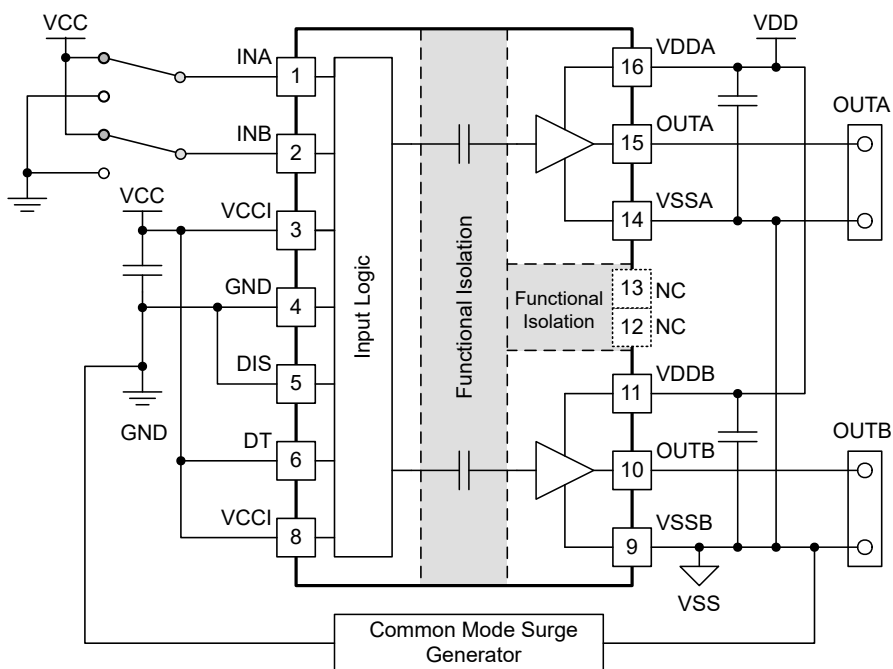 VCC
INA
1
INB
2
VCC
VCCI
3
GND
4
DIS
5
GND
DT
6
VCCI
8
Input Logic
Functional Isolation
Functional
Isolation
VDDA
16
VDD
OUTA
15
OUTA
VSSA
14
13
NC
12
NC
VDDB
11
OUTB
10
OUTB
VSSB
9
VSS
Common Mode Surge
Generator